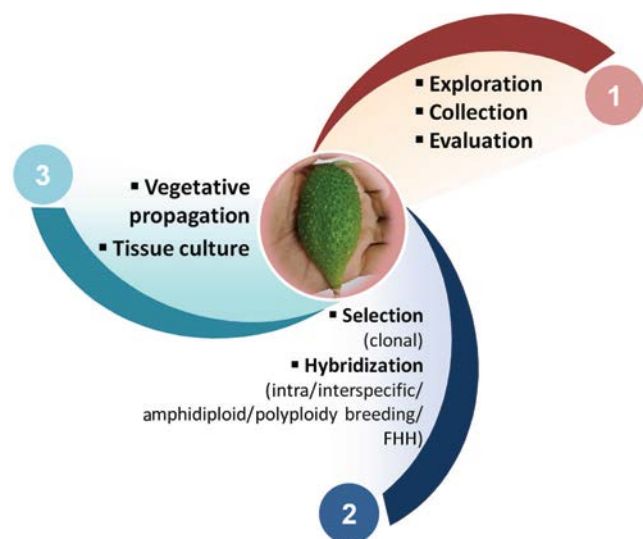 1
▪ Exploration
▪ Collection
▪ Evaluation
2
▪ Selection
(clonal)
▪ Hybridization
(intra/interspecific/
amphidiploid/polyploidy breeding/
FHH)
3
▪ Vegetative
propagation
▪ Tissue culture